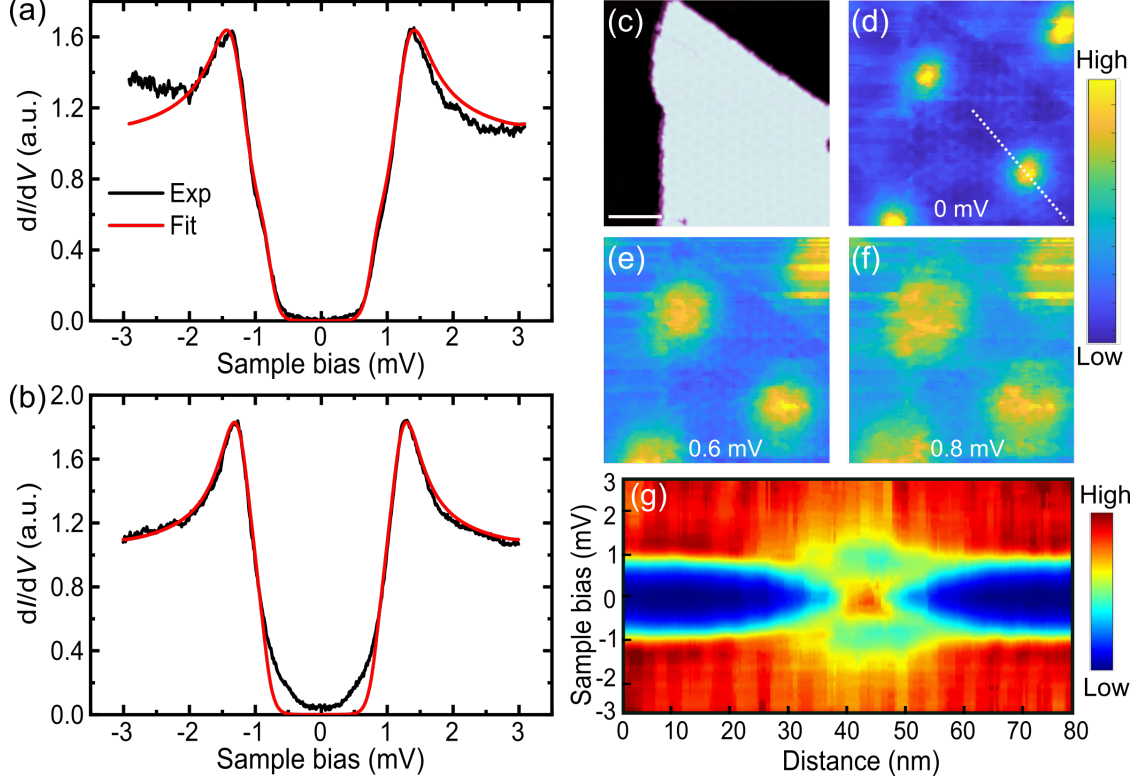 (a)
1.6
1.2
0.8
0.4
0.0
dI/dV (a.u.)
Exp
Fit
-3 -2 -1 0 1 2 3
Sample bias (mV)
(b)
2.0
1.6
1.2
0.8
0.4
0.0
dI/dV (a.u.)
-3 -2 -1 0 1 2 3
Sample bias (mV)
(c)
(d)
0 mV
High
Low
(e)
0.6 mV
(f)
0.8 mV
(g)
3
2
1
0
-1
-2
-3
Sample bias (mV)
0 10 20 30 40 50 60 70 80
Distance (nm)
High
Low